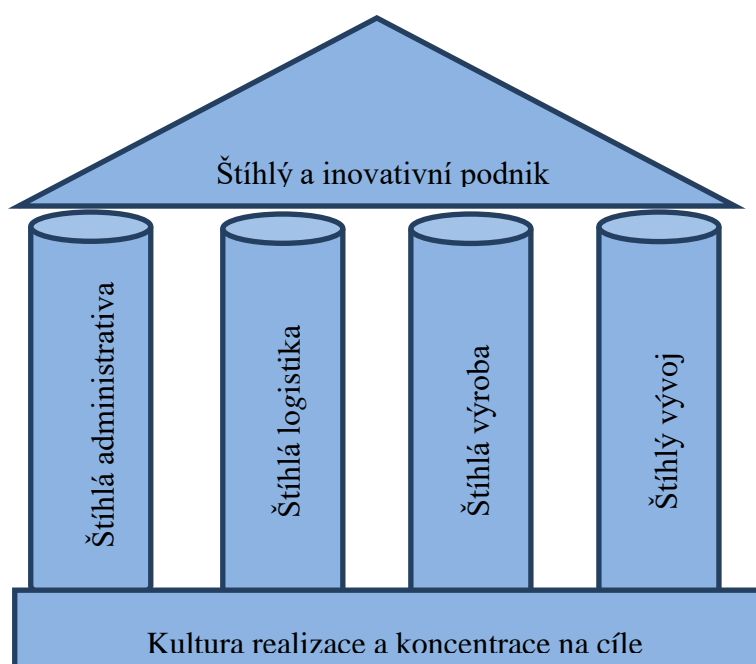 Štíhlý a inovativní podnik
Štíhlá administrativa
Štíhlá logistika
Štíhlá výroba
Štíhlý vývoj
Kultura realizace a koncentrace na cíle